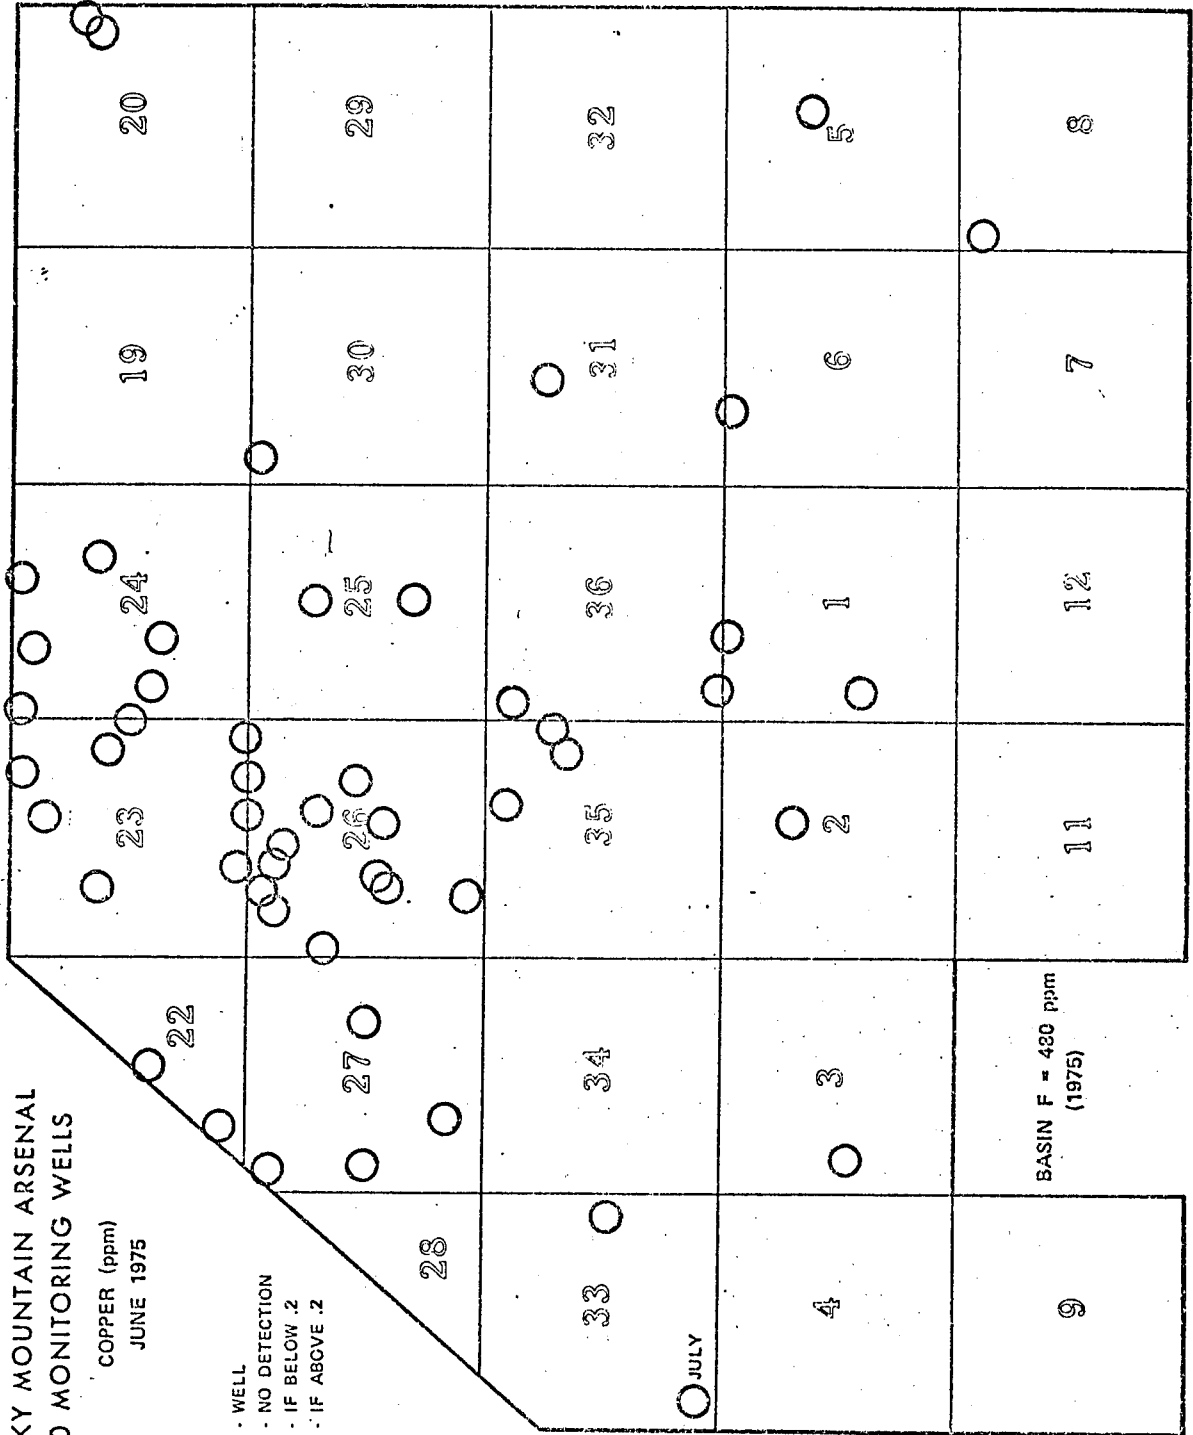 KY MOUNTAIN ARSENAL
MONITORING WELLS
COPPER (ppm)
JUNE 1975
- WELL
- NO DETECTION
- IF BELOW .2
- IF ABOVE .2
22
23
24
19
20
28
27
26
25
30
29
33
34
35
36
31
32
JULY
4
3
2
1
6
5
9
11
12
7
8
BASIN F = 480 ppm
(1975)